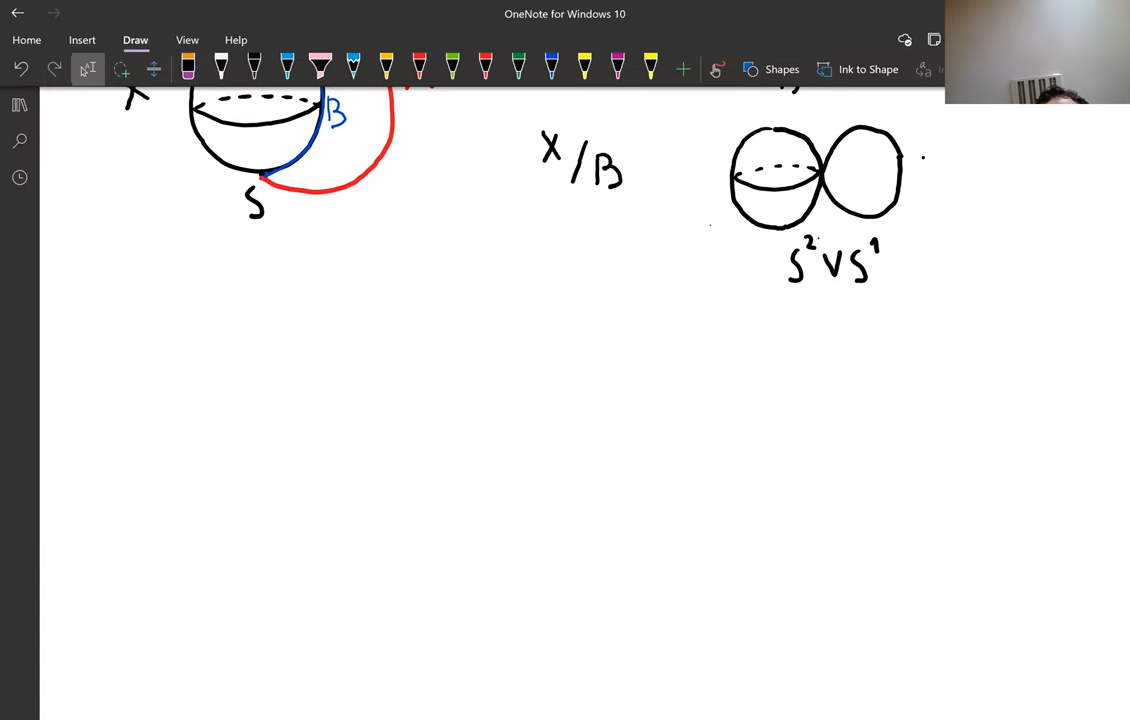 OneNote for Windows 10
Home Insert Draw View Help
Shapes Ink to Shape
X
B
S
X/B
S² ∨ S¹